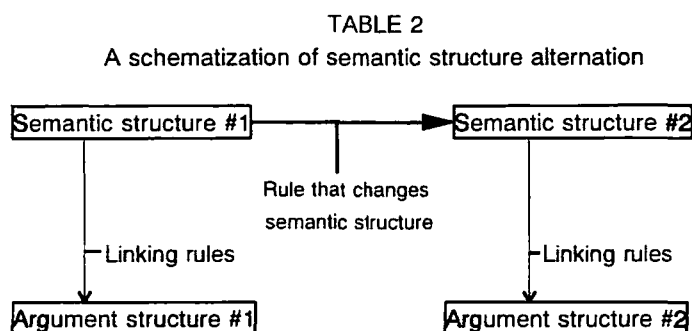 TABLE 2
A schematization of semantic structure alternation
Semantic structure #1
Semantic structure #2
Rule that changes
semantic structure
Linking rules
Linking rules
Argument structure #1
Argument structure #2